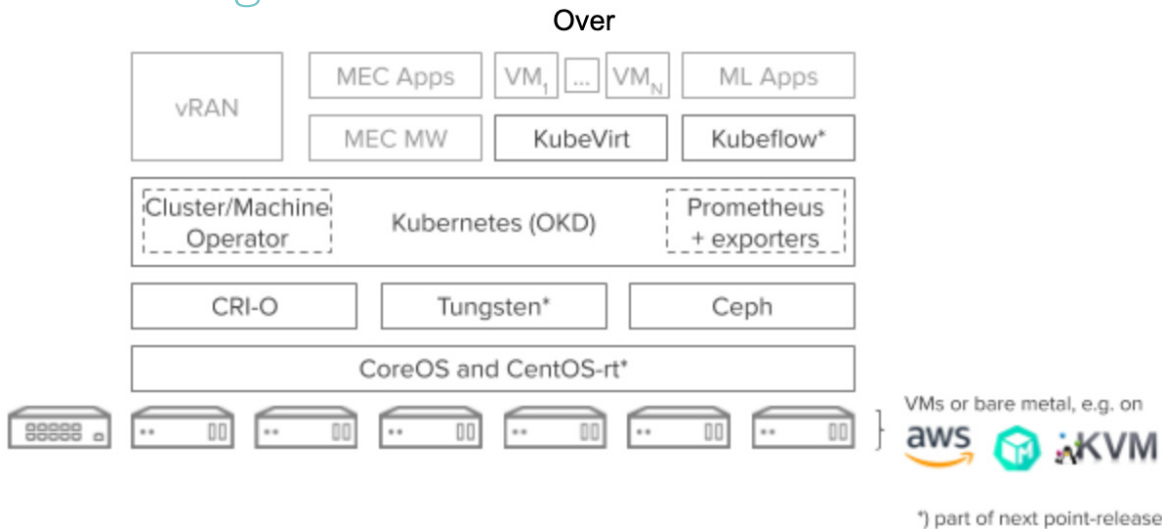 Over
vRAN
MEC Apps
VM1
...
VMN
ML Apps
MEC MW
KubeVirt
Kubeflow*
Cluster/Machine
Operator
Kubernetes (OKD)
Prometheus
+ exporters
CRI-O
Tungsten*
Ceph
CoreOS and CentOS-rt*
VMs or bare metal, e.g. on
aws
KVM
*) part of next point-release